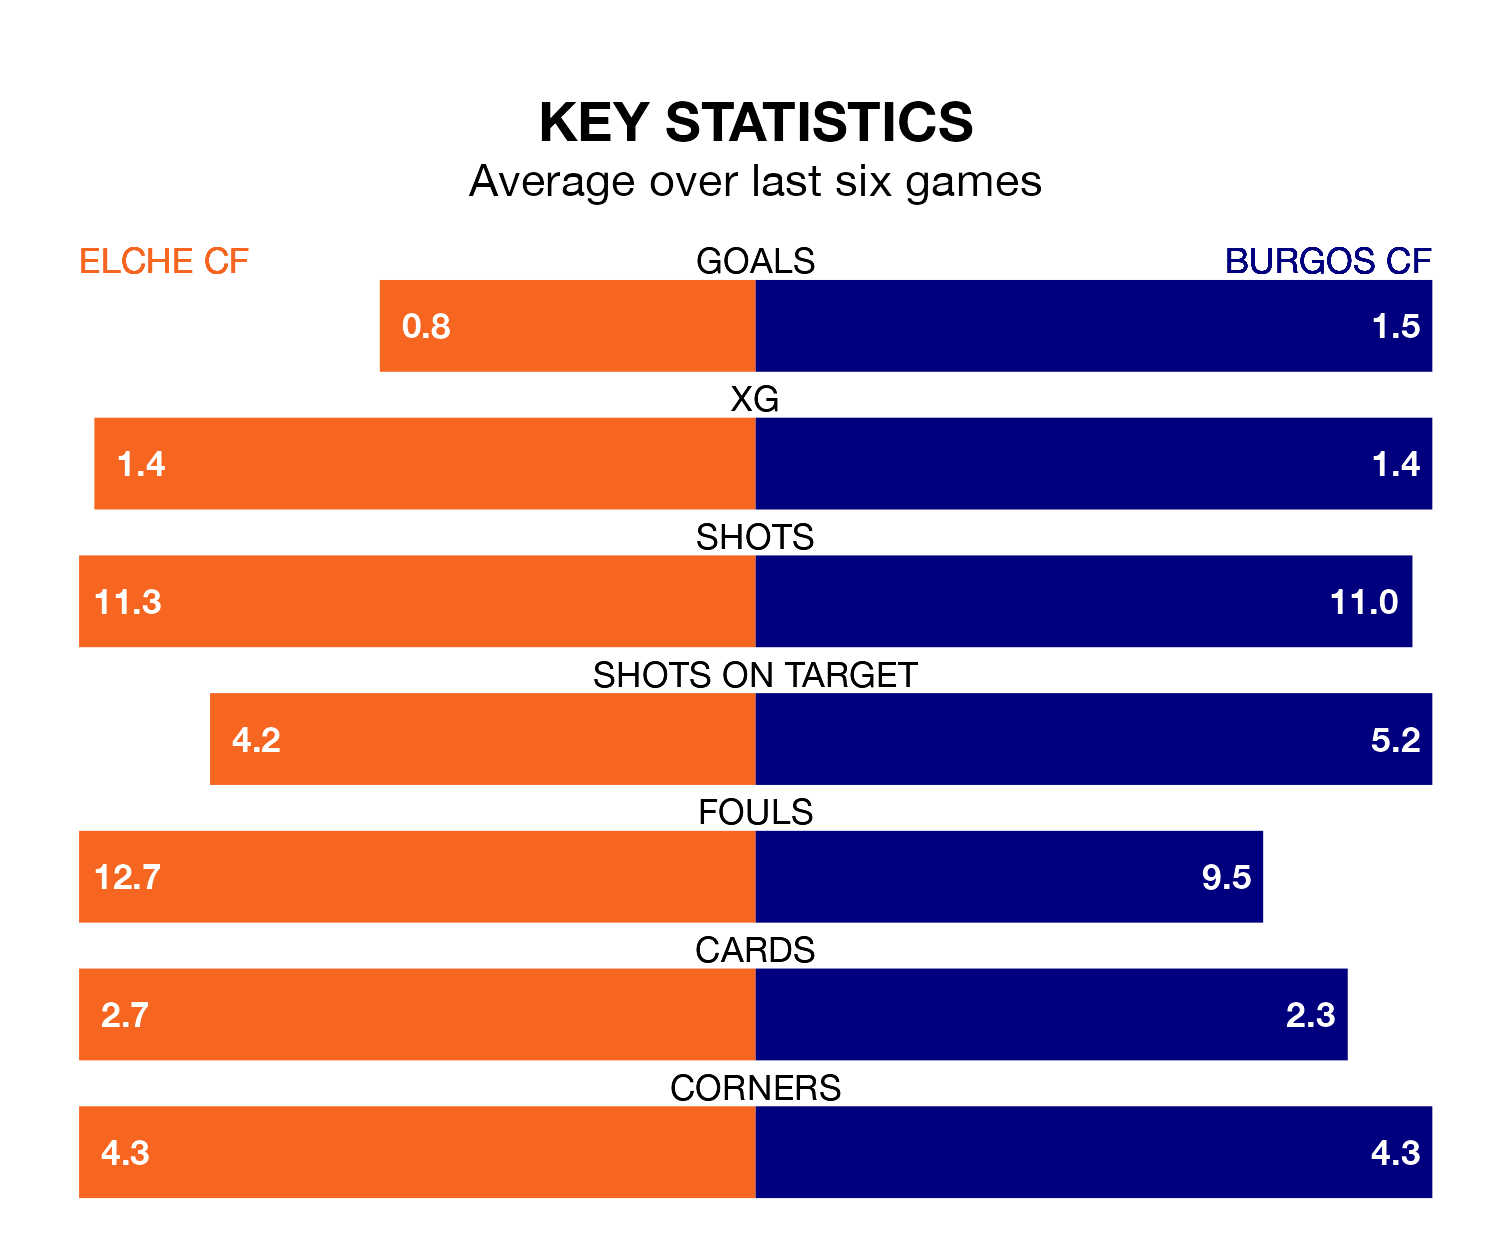 KEY STATISTICS
Average over last six games
ELCHE CF GOALS BURGOS CF
0.8 1.5
XG
1.4 1.4
SHOTS
11.3 11.0
SHOTS ON TARGET
4.2 5.2
FOULS
12.7 9.5
CARDS
2.7 2.3
CORNERS
4.3 4.3